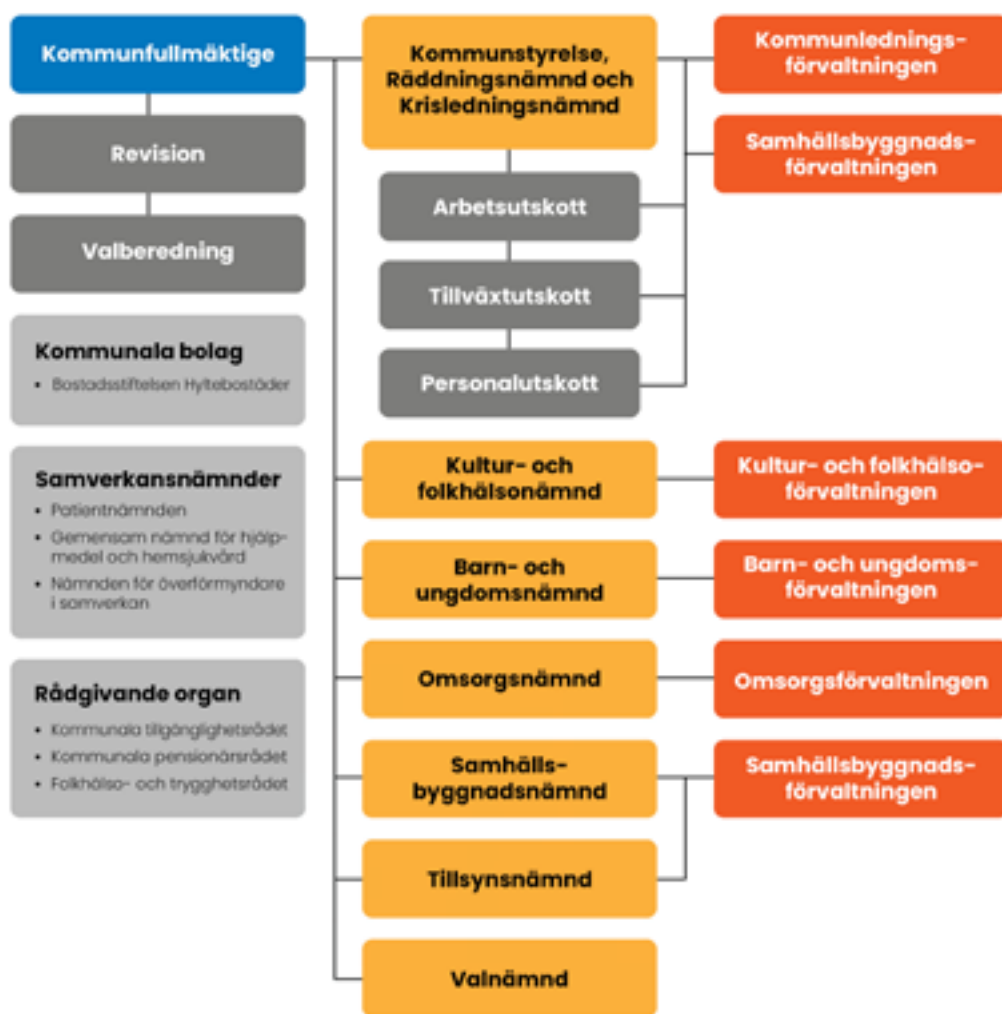 Kommunfullmäktige
Revision
Valberedning
Kommunala bolag
• Bostadsstiftelsen Hyltebostäder
Samverkansnämnder
• Patientnämnden
• Gemensam nämnd för hjälp-
medel och hemsjukvård
• Nämnden för överförmyndare
i samverkan
Rådgivande organ
• Kommunala tillgänglighetsrådet
• Kommunala pensionärsrådet
• Folkhälso- och trygghetsrådet
Kommunstyrelse,
Räddningsnämnd och
Krisledningsnämnd
Arbetsutskott
Tillväxtutskott
Personalutskott
Kultur- och
folkhälsonämnd
Barn- och
ungdomsnämnd
Omsorgsnämnd
Samhälls-
byggnadsnämnd
Tillsynsnämnd
Valnämnd
Kommunlednings-
förvaltningen
Samhällsbyggnads-
förvaltningen
Kultur- och folkhälso-
förvaltningen
Barn- och ungdoms-
förvaltningen
Omsorgsförvaltningen
Samhällsbyggnads-
förvaltningen